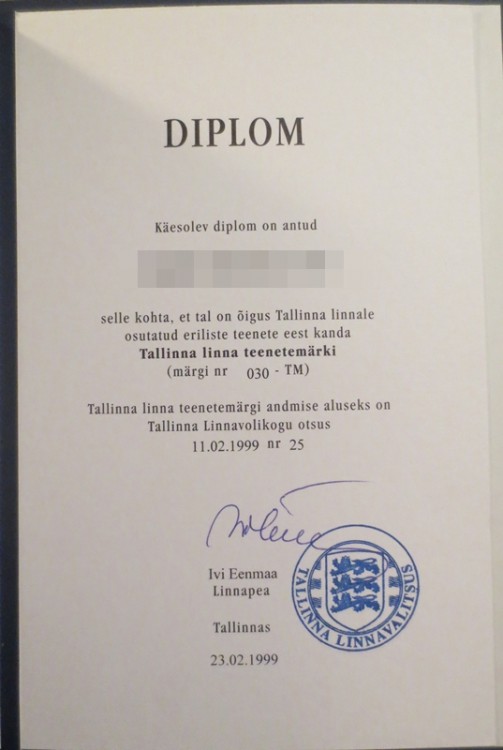 DIPLOM
Käesolev diplom on antud
selle kohta, et tal on õigus Tallinna linnale
osutatud eriliste teenete eest kanda
Tallinna linna teenetemärki
(märgi nr 030 - TM)
Tallinna linna teenetemärgi andmise aluseks on
Tallinna Linnavolikogu otsus
11.02.1999 nr 25
Ivi Eenmaa
Linnapea
TALLINNA LINNAVALITSUS
Tallinnas
23.02.1999